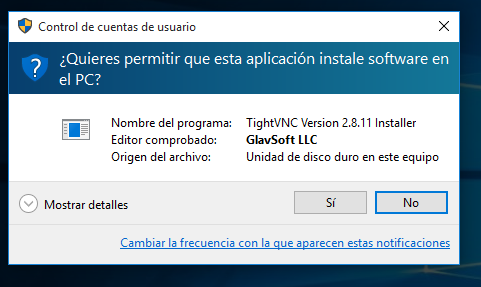 Control de cuentas de usuario
¿Quieres permitir que esta aplicación instale software en
el PC?
Nombre del programa: TightVNC Version 2.8.11 Installer
Editor comprobado: GlavSoft LLC
Origen del archivo: Unidad de disco duro en este equipo
Mostrar detalles
Sí
No
Cambiar la frecuencia con la que aparecen estas notificaciones